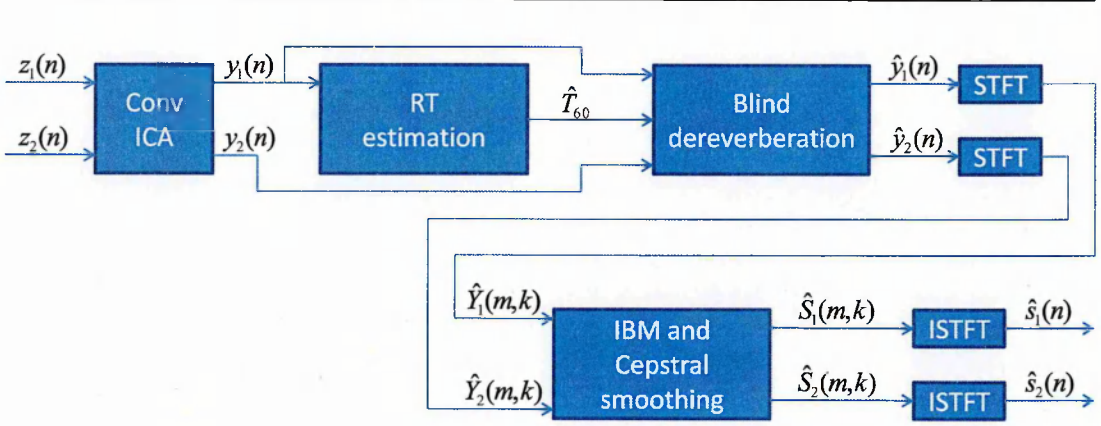 z₁(n)
z₂(n)
Conv
ICA
y₁(n)
y₂(n)
RT
estimation
T̂₆₀
Blind
dereverberation
ŷ₁(n)
ŷ₂(n)
STFT
STFT
Ŷ₁(m,k)
Ŷ₂(m,k)
IBM and
Cepstral
smoothing
Ŝ₁(m,k)
Ŝ₂(m,k)
ISTFT
ISTFT
ŝ₁(n)
ŝ₂(n)